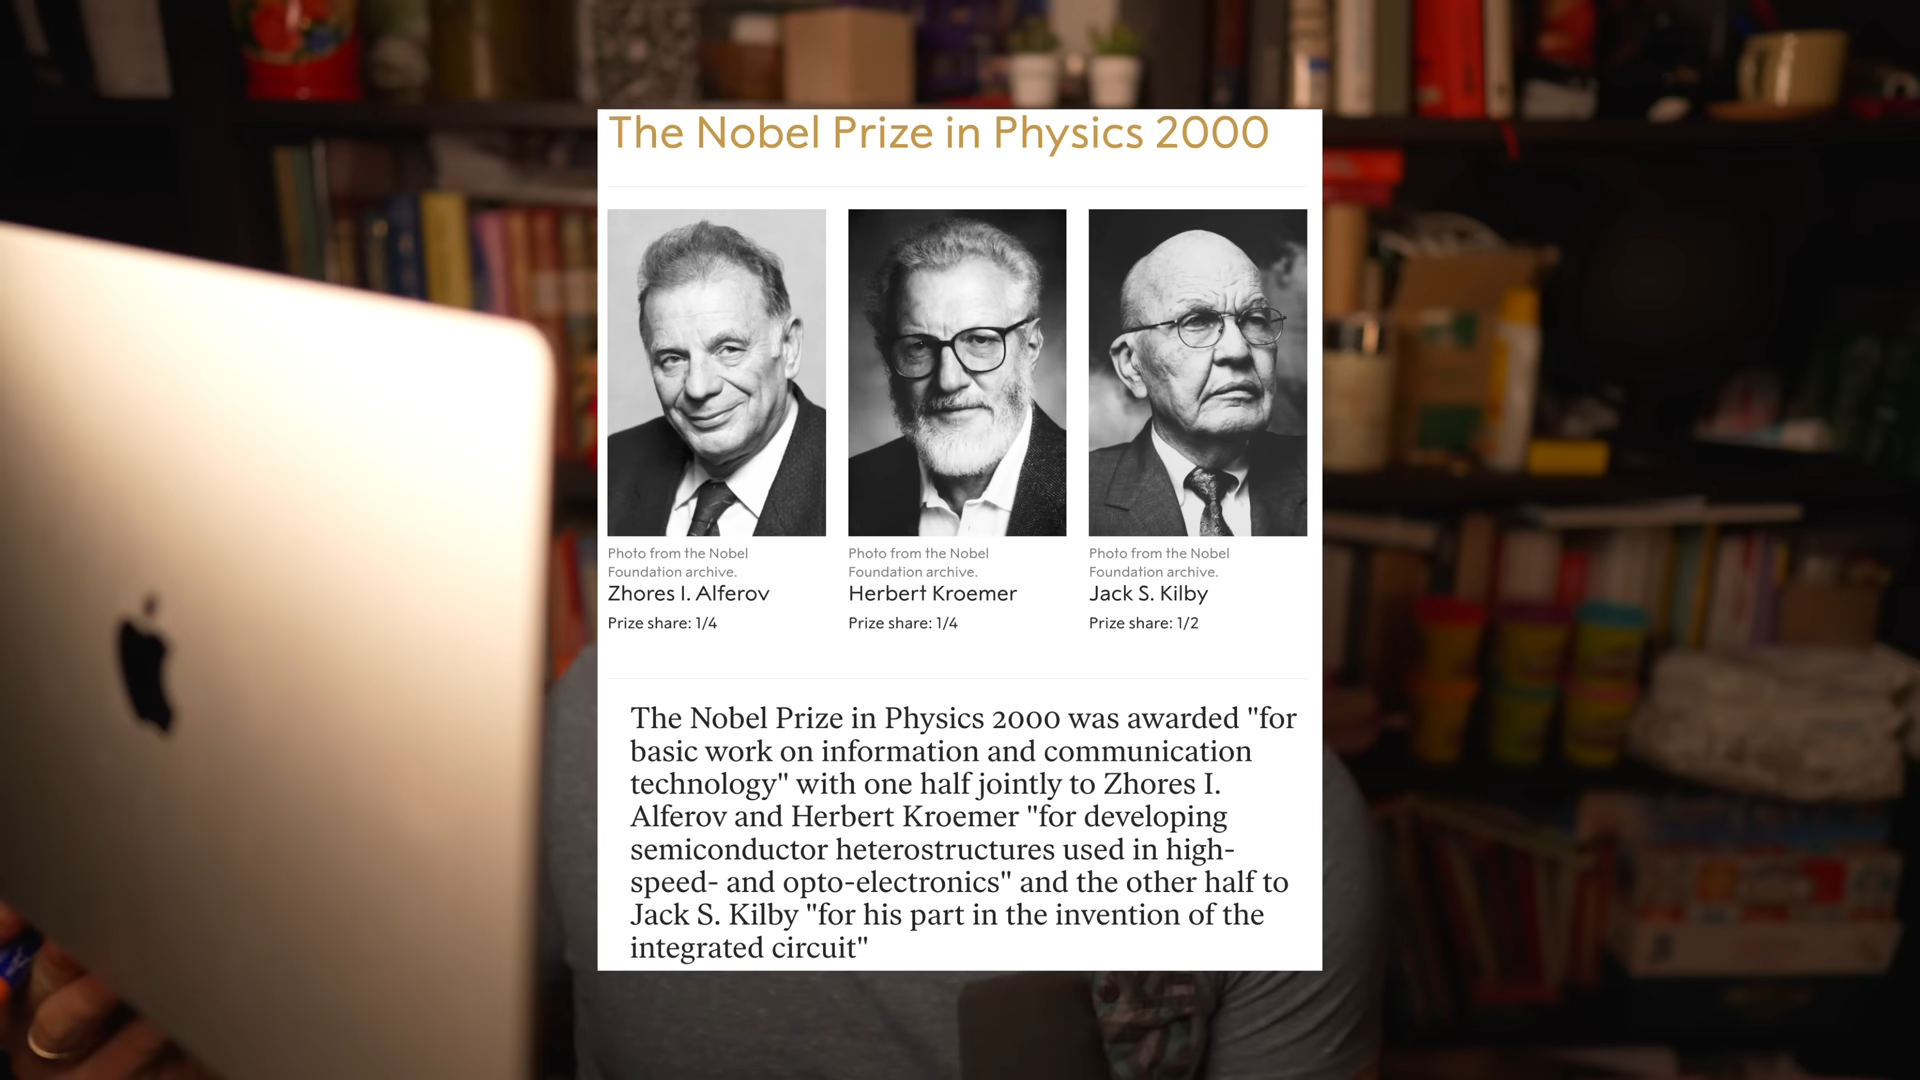 The Nobel Prize in Physics 2000
Photo from the Nobel
Foundation archive.
Zhores I. Alferov
Prize share: 1/4
Photo from the Nobel
Foundation archive.
Herbert Kroemer
Prize share: 1/4
Photo from the Nobel
Foundation archive.
Jack S. Kilby
Prize share: 1/2
The Nobel Prize in Physics 2000 was awarded "for
basic work on information and communication
technology" with one half jointly to Zhores I.
Alferov and Herbert Kroemer "for developing
semiconductor heterostructures used in high-
speed- and opto-electronics" and the other half to
Jack S. Kilby "for his part in the invention of the
integrated circuit"